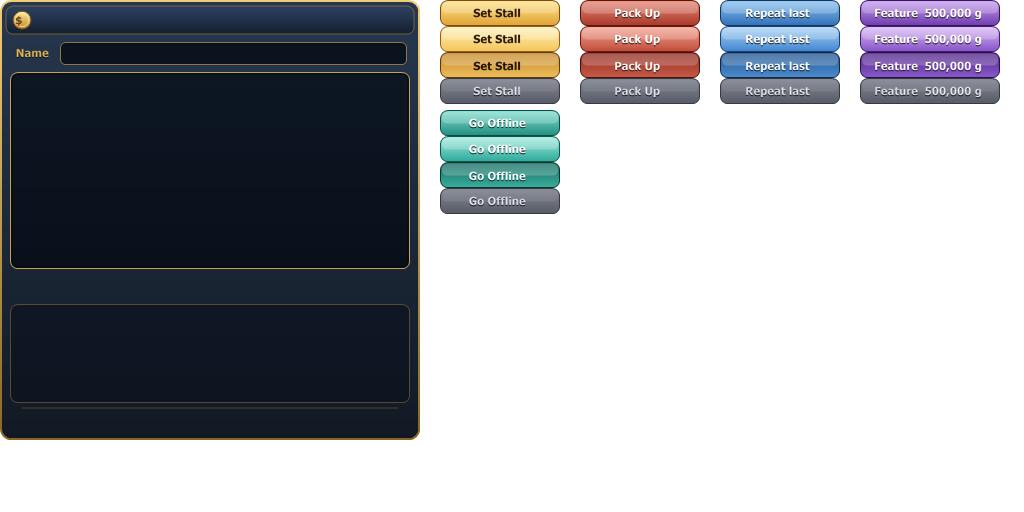 $
Name
Set Stall
Pack Up
Repeat last
Feature 500,000 g
Set Stall
Pack Up
Repeat last
Feature 500,000 g
Set Stall
Pack Up
Repeat last
Feature 500,000 g
Set Stall
Pack Up
Repeat last
Feature 500,000 g
Go Offline
Go Offline
Go Offline
Go Offline